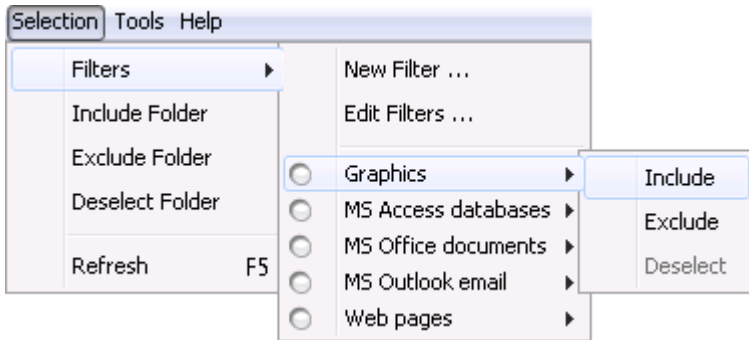 Selection Tools Help
Filters
Include Folder
Exclude Folder
Deselect Folder
Refresh F5
New Filter ...
Edit Filters ...
Graphics
MS Access databases
MS Office documents
MS Outlook email
Web pages
Include
Exclude
Deselect